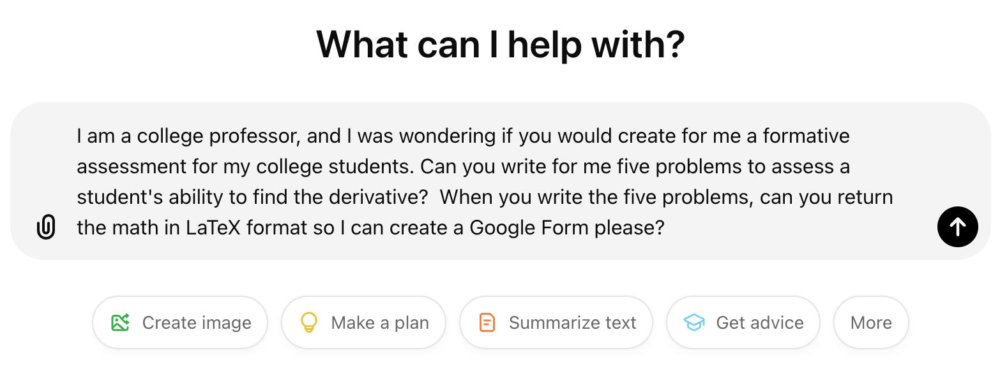 What can I help with?
I am a college professor, and I was wondering if you would create for me a formative
assessment for my college students. Can you write for me five problems to assess a
student's ability to find the derivative?  When you write the five problems, can you return
the math in LaTeX format so I can create a Google Form please?
Create image
Make a plan
Summarize text
Get advice
More